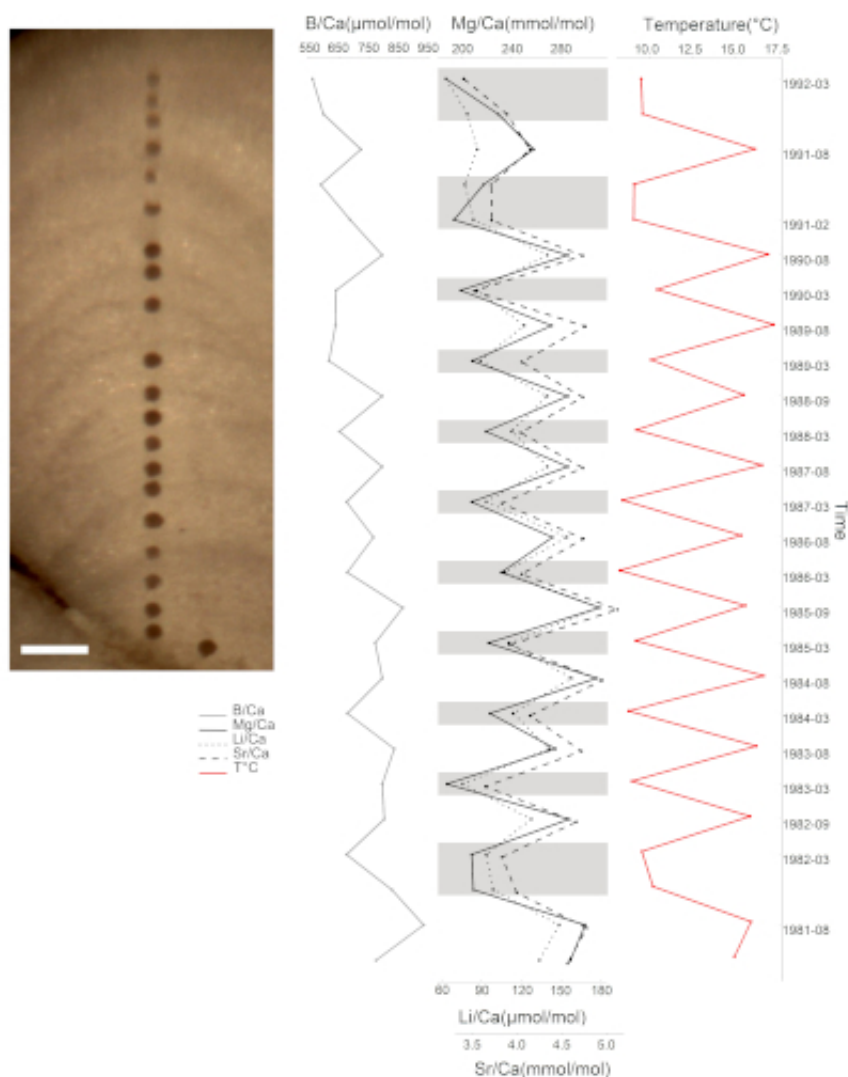 B/Ca(µmol/mol) Mg/Ca(mmol/mol) Temperature(°C)
550 650 750 850 950 200 240 280 10.0 12.5 15.0 17.5
1992-03
1991-08
1991-02
1990-08
1990-03
1989-08
1989-03
1988-09
1988-03
1987-08
1987-03
Time
1986-08
1986-03
1985-09
1985-03
1984-08
1984-03
1983-08
1983-03
1982-09
1982-03
1981-08
B/Ca
Mg/Ca
Li/Ca
Sr/Ca
T°C
60 90 120 150 180
Li/Ca(µmol/mol)
3.5 4.0 4.5 5.0
Sr/Ca(mmol/mol)